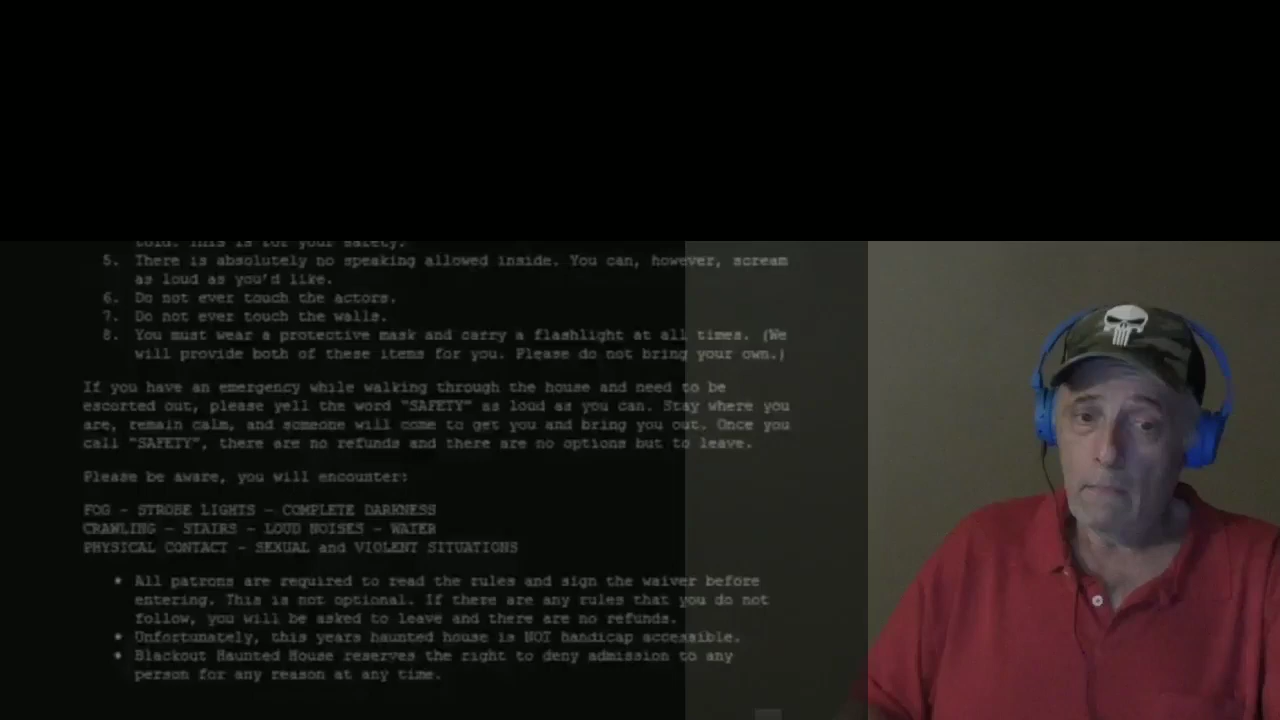 told. This is for your safety.
5. There is absolutely no speaking allowed inside. You can, however, scream
as loud as you'd like.
6. Do not ever touch the actors.
7. Do not ever touch the walls.
8. You must wear a protective mask and carry a flashlight at all times. (We
will provide both of these items for you. Please do not bring your own.)
If you have an emergency while walking through the house and need to be
escorted out, please yell the word "SAFETY" as loud as you can. Stay where you
are, remain calm, and someone will come to get you and bring you out. Once you
call "SAFETY", there are no refunds and there are no options but to leave.
Please be aware, you will encounter:
FOG - STROBE LIGHTS - COMPLETE DARKNESS
CRAWLING - STAIRS - LOUD NOISES - WATER
PHYSICAL CONTACT - SEXUAL and VIOLENT SITUATIONS
* All patrons are required to read the rules and sign the waiver before
entering. This is not optional. If there are any rules that you do not
follow, you will be asked to leave and there are no refunds.
* Unfortunately, this years haunted house is NOT handicap accessible.
* Blackout Haunted House reserves the right to deny admission to any
person for any reason at any time.